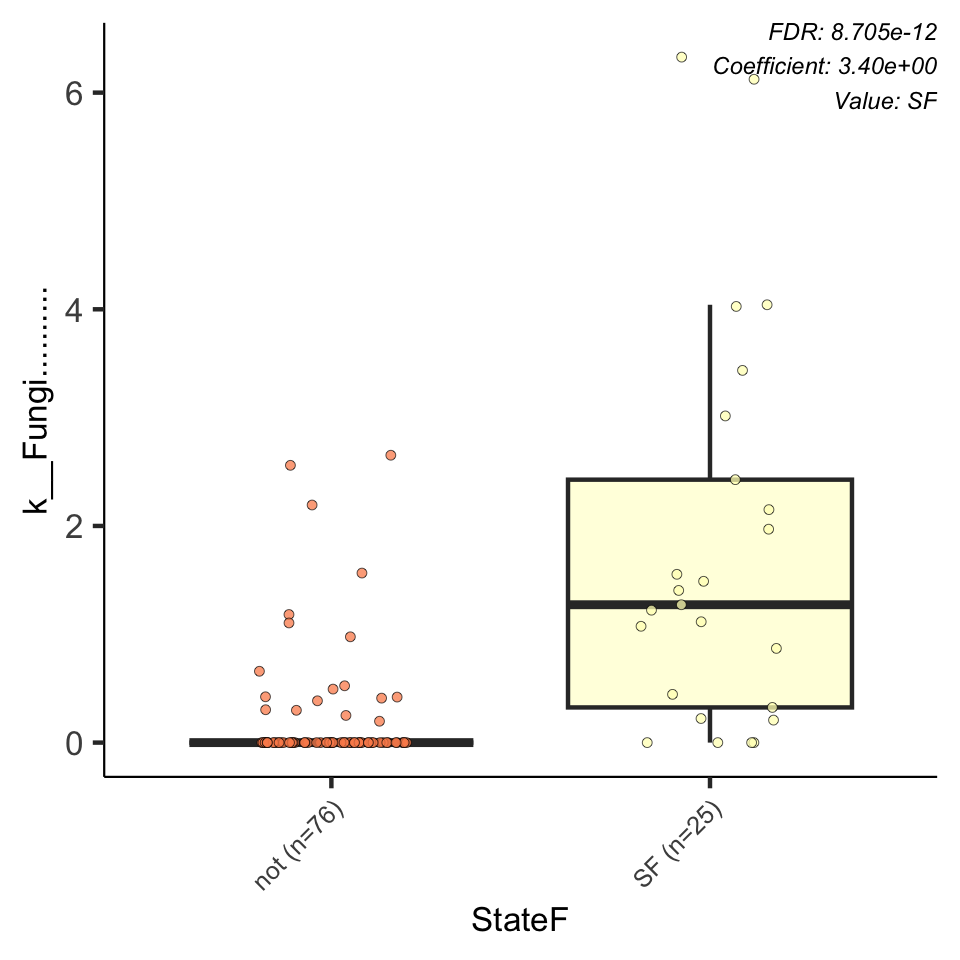 FDR: 8.705e-12
Coefficient: 3.40e+00
Value: SF
6
4
2
0
k__Fungi..........
not (n=76)
SF (n=25)
StateF